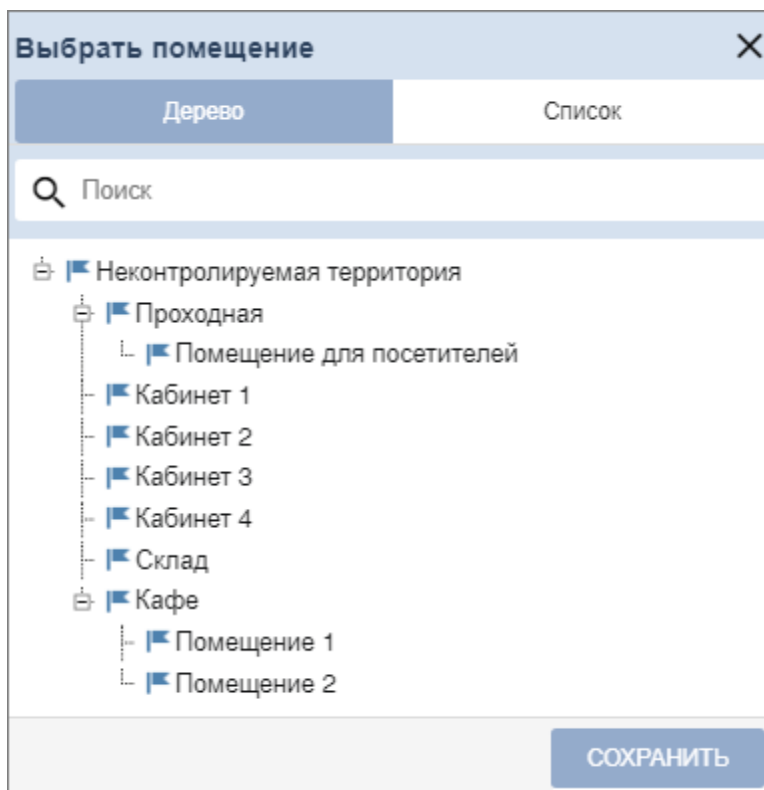 Выбрать помещение
Дерево
Список
Поиск
Неконтролируемая территория
Проходная
Помещение для посетителей
Кабинет 1
Кабинет 2
Кабинет 3
Кабинет 4
Склад
Кафе
Помещение 1
Помещение 2
СОХРАНИТЬ